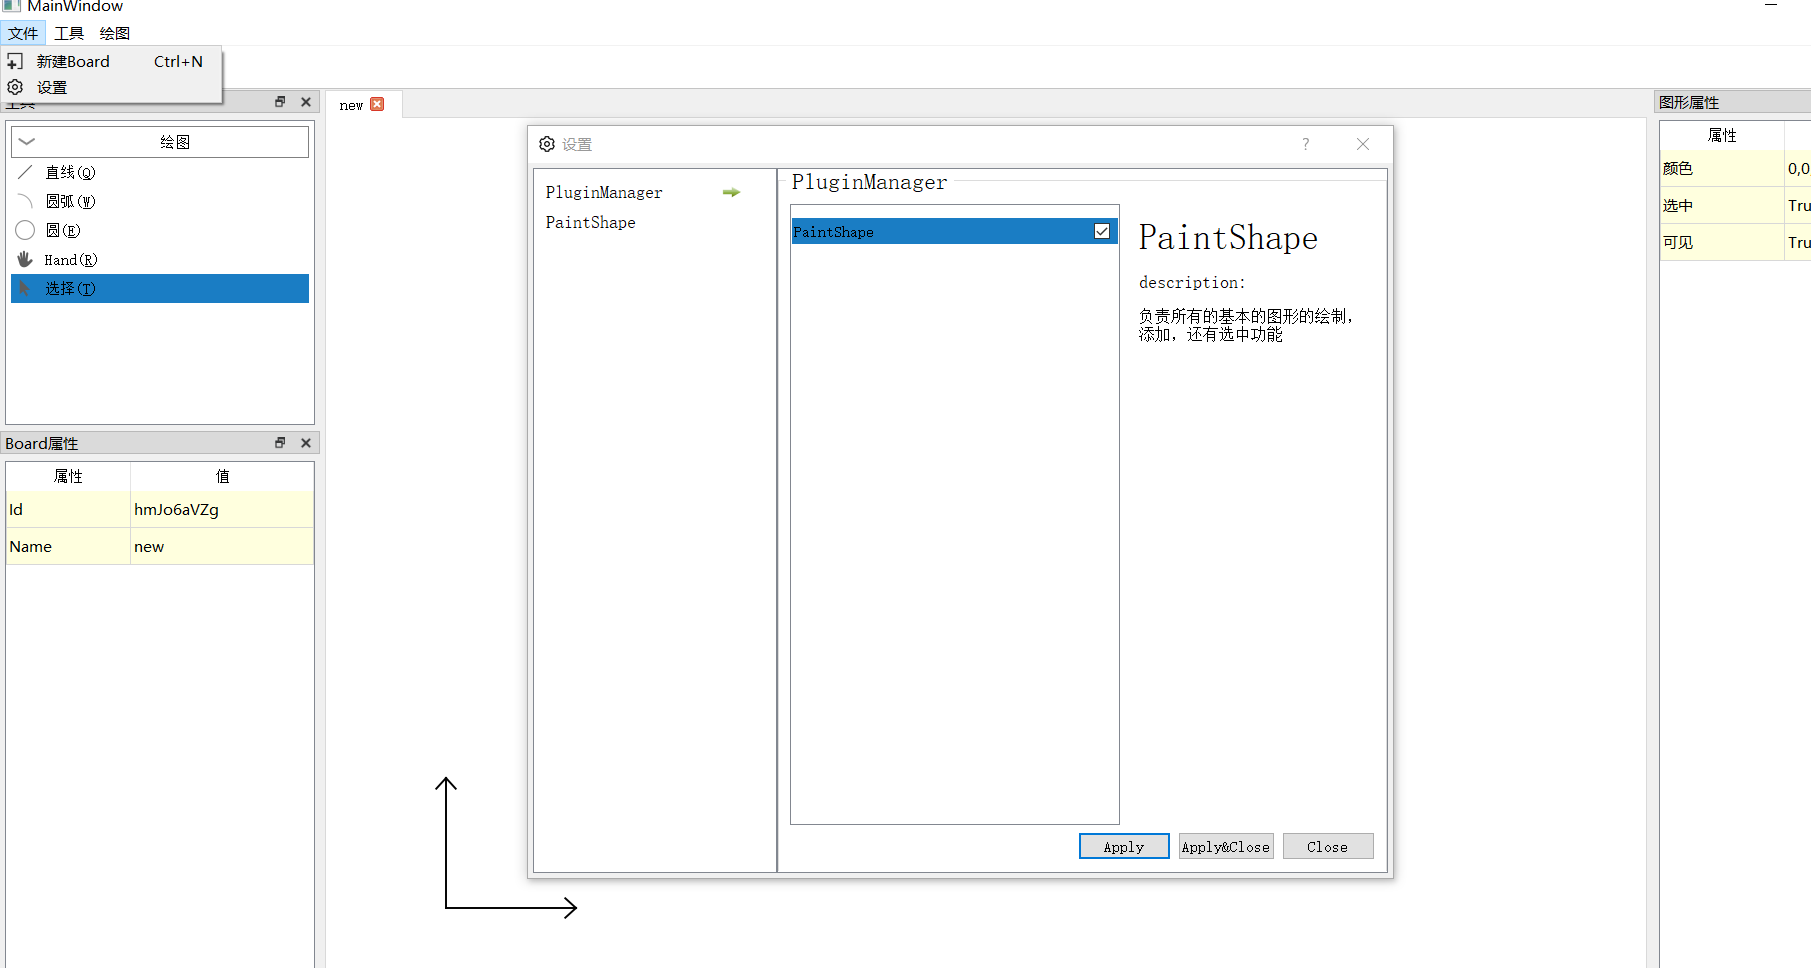 MainWindow
文件 工具 绘图
新建Board Ctrl+N
设置
工具
绘图
直线(Q)
圆弧(W)
圆(E)
Hand(R)
选择(T)
Board属性
属性 值
Id hmJo6aVZg
Name new
new
设置
?
PluginManager
PaintShape
PluginManager
PaintShape
PaintShape
description:
负责所有的基本的图形的绘制,
添加, 还有选中功能
Apply Apply&Close Close
图形属性
属性
颜色 0,0
选中 Tru
可见 Tru